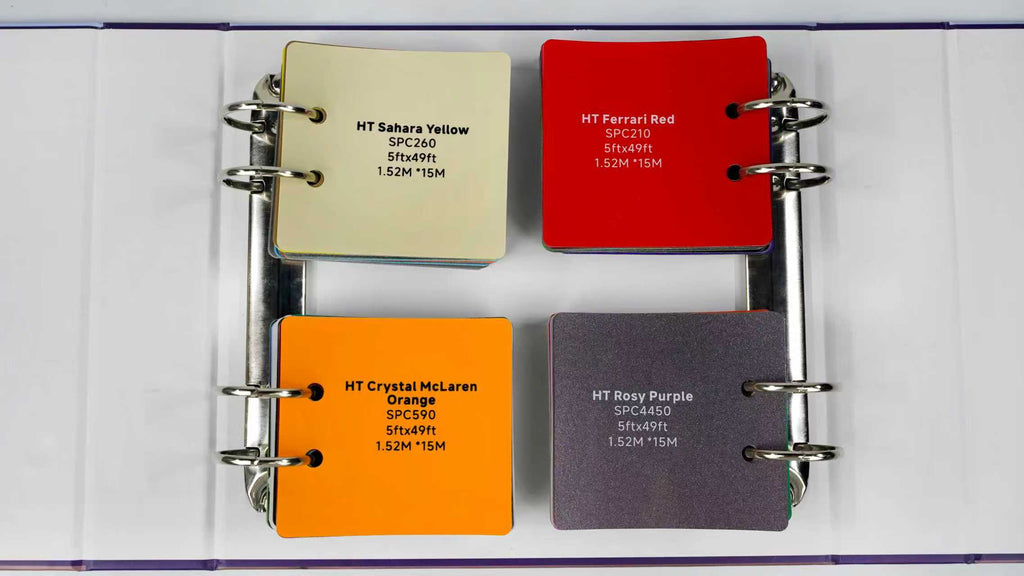 HT Sahara Yellow
SPC260
5ftx49ft
1.52M *15M
HT Ferrari Red
SPC210
5ftx49ft
1.52M *15M
HT Crystal McLaren
Orange
SPC590
5ftx49ft
1.52M *15M
HT Rosy Purple
SPC4450
5ftx49ft
1.52M *15M